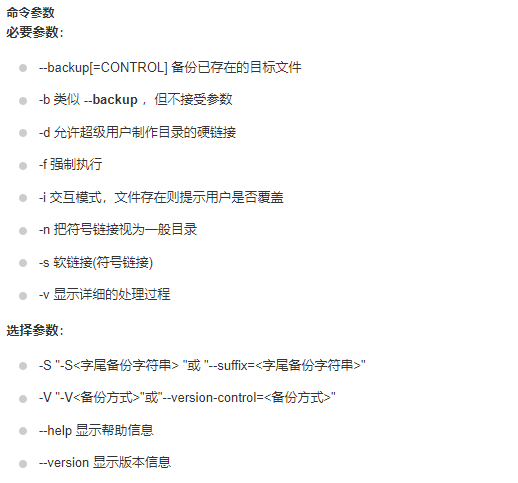 命令参数
必要参数：
--backup[=CONTROL] 备份已存在的目标文件
-b 类似 --backup ，但不接受参数
-d 允许超级用户制作目录的硬链接
-f 强制执行
-i 交互模式，文件存在则提示用户是否覆盖
-n 把符号链接视为一般目录
-s 软链接(符号链接)
-v 显示详细的处理过程
选择参数：
-S "-S<字尾备份字符串> "或 "--suffix=<字尾备份字符串>"
-V "-V<备份方式>"或"--version-control=<备份方式>"
--help 显示帮助信息
--version 显示版本信息